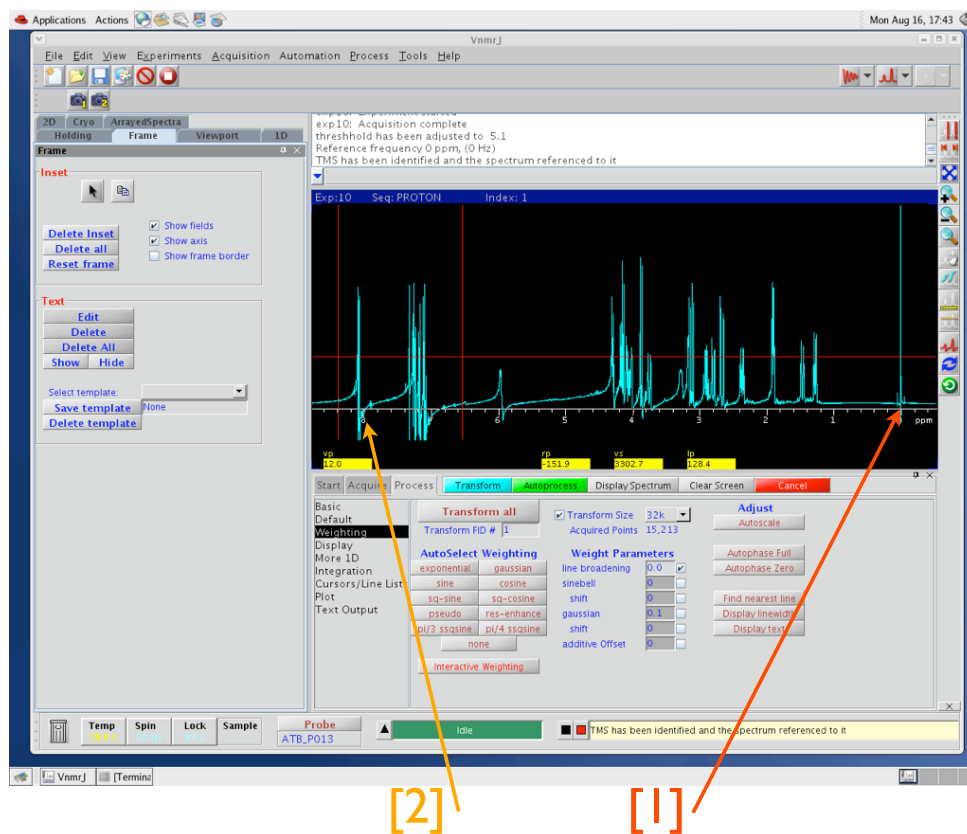 Applications Actions Mon Aug 16, 17:43
VnmrJ
File Edit View Experiments Acquisition Automation Process Tools Help
2D Cryo ArrayedSpectra
Holding Frame Viewport 1D
Frame
Inset
Delete Inset
Delete all
Reset frame
Show fields
Show axis
Show frame border
Text
Edit
Delete
Delete All
Show Hide
Select template:
Save template None
Delete template
exp10: Acquisition complete
threshhold has been adjusted to 5.1
Reference frequency 0 ppm, (0 Hz)
TMS has been identified and the spectrum referenced to it
Exp:10 Seq: PROTON Index: 1
8 6 5 4 3 2 1 ppm
vp rp vs lp
12.0 -151.9 3302.7 128.4
Start Acquire Process Transform Autoprocess Display Spectrum Clear Screen Cancel
Basic
Default
Weighting
Display
More 1D
Integration
Cursors/Line Lists
Plot
Text Output
Transform all
Transform FID # 1
Transform Size 32k
Acquired Points 15,213
AutoSelect Weighting
exponential gaussian
sine cosine
sq-sine sq-cosine
pseudo res-enhance
pi/3 ssqsine pi/4 ssqsine
none
Interactive Weighting
Weight Parameters
line broadening 0.0
sinebell 0
shift 0
gaussian 0.1
shift 0
additive Offset 0
Adjust
Autoscale
Autophase Full
Autophase Zero
Find nearest line
Display linewidth
Display text
Temp Spin Lock Sample
Probe
ATB_P013
Idle
TMS has been identified and the spectrum referenced to it
VnmrJ [Termina
[2] [1]